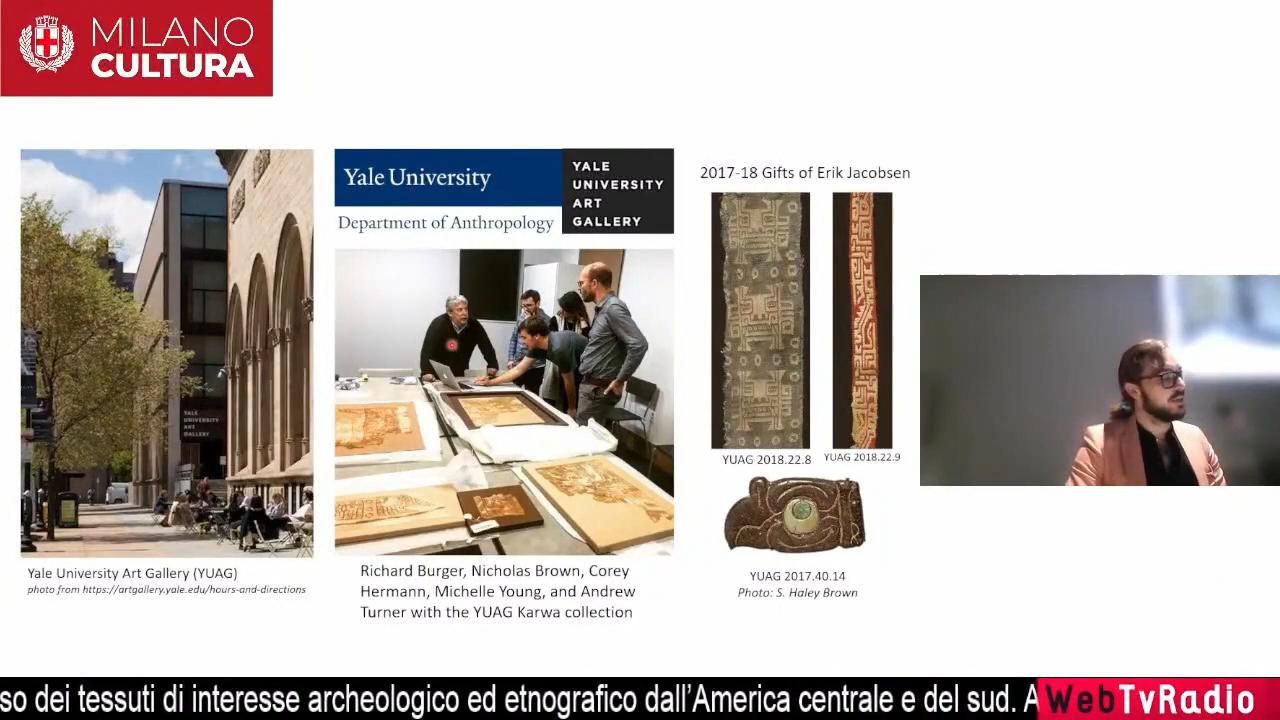 MILANO
CULTURA
Yale University
Department of Anthropology
YALE
UNIVERSITY
ART
GALLERY
2017-18 Gifts of Erik Jacobsen
YALE
UNIVERSITY
ART
GALLERY
YUAG 2018.22.8
YUAG 2018.22.9
Yale University Art Gallery (YUAG)
photo from https://artgallery.yale.edu/hours-and-directions
Richard Burger, Nicholas Brown, Corey
Hermann, Michelle Young, and Andrew
Turner with the YUAG Karwa collection
YUAG 2017.40.14
Photo: S. Haley Brown
so dei tessuti di interesse archeologico ed etnografico dall'America centrale e del sud. A
WebTvRadio